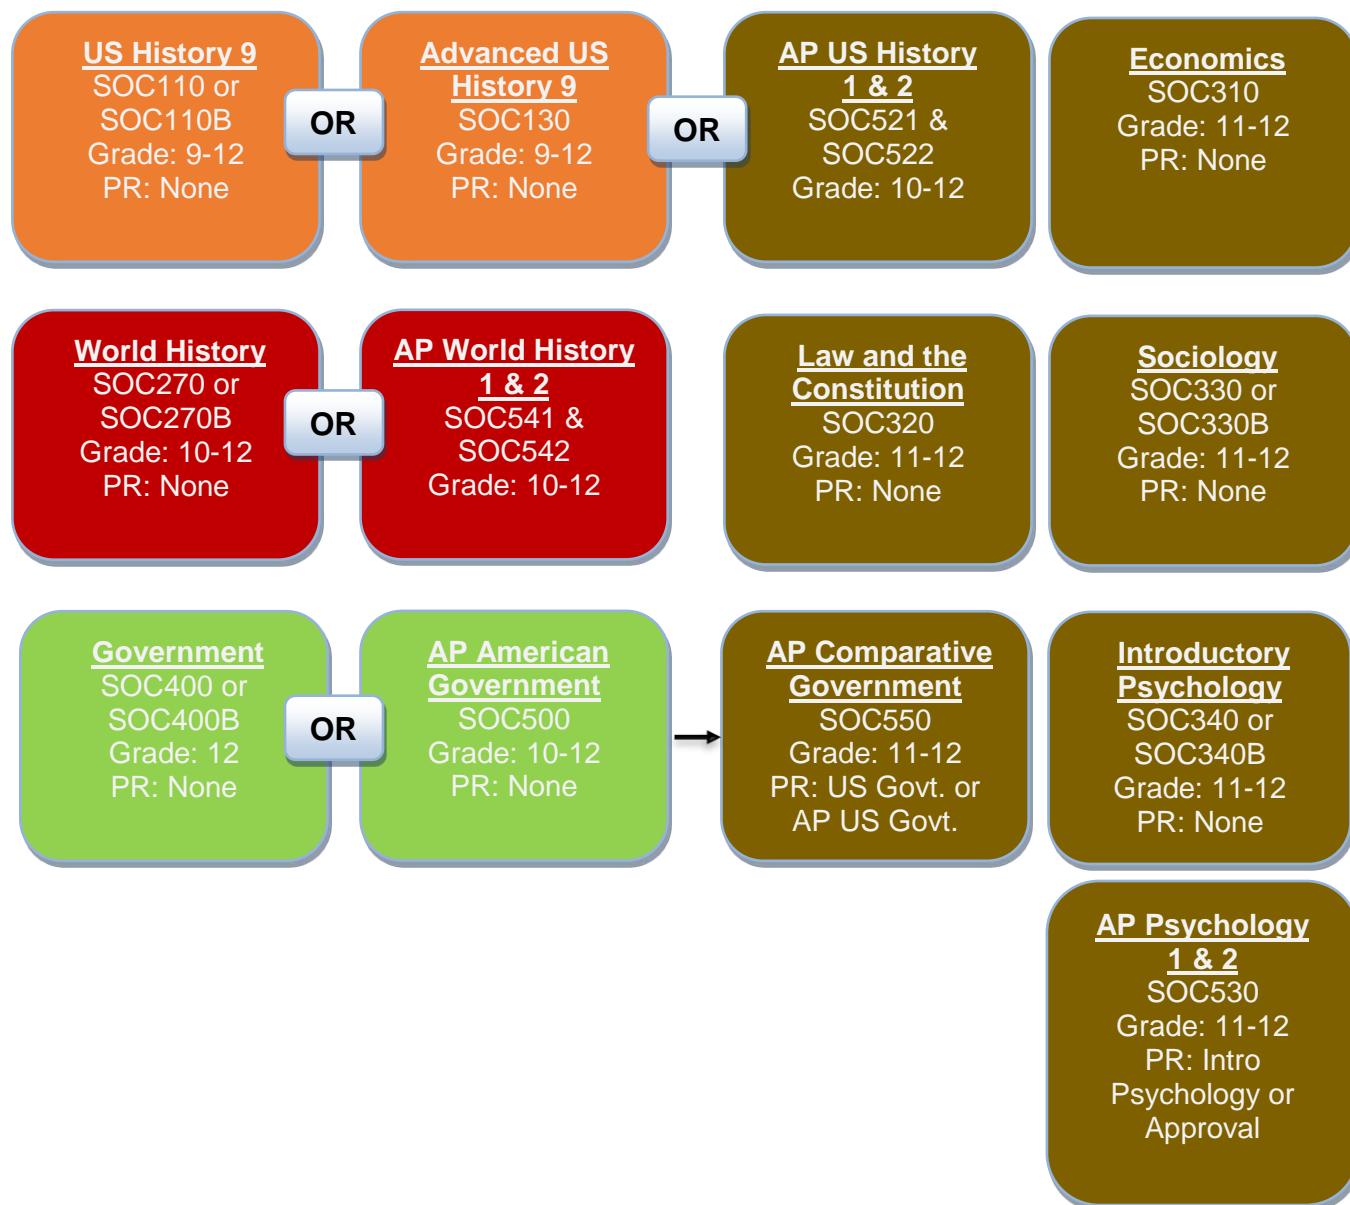 US History 9
SOC110 or
SOC110B
Grade: 9-12
PR: None
OR
Advanced US
History 9
SOC130
Grade: 9-12
PR: None
OR
AP US History
1 & 2
SOC521 &
SOC522
Grade: 10-12
Economics
SOC310
Grade: 11-12
PR: None
World History
SOC270 or
SOC270B
Grade: 10-12
PR: None
OR
AP World History
1 & 2
SOC541 &
SOC542
Grade: 10-12
Law and the
Constitution
SOC320
Grade: 11-12
PR: None
Sociology
SOC330 or
SOC330B
Grade: 11-12
PR: None
Government
SOC400 or
SOC400B
Grade: 12
PR: None
OR
AP American
Government
SOC500
Grade: 10-12
PR: None
AP Comparative
Government
SOC550
Grade: 11-12
PR: US Govt. or
AP US Govt.
Introductory
Psychology
SOC340 or
SOC340B
Grade: 11-12
PR: None
AP Psychology
1 & 2
SOC530
Grade: 11-12
PR: Intro
Psychology or
Approval